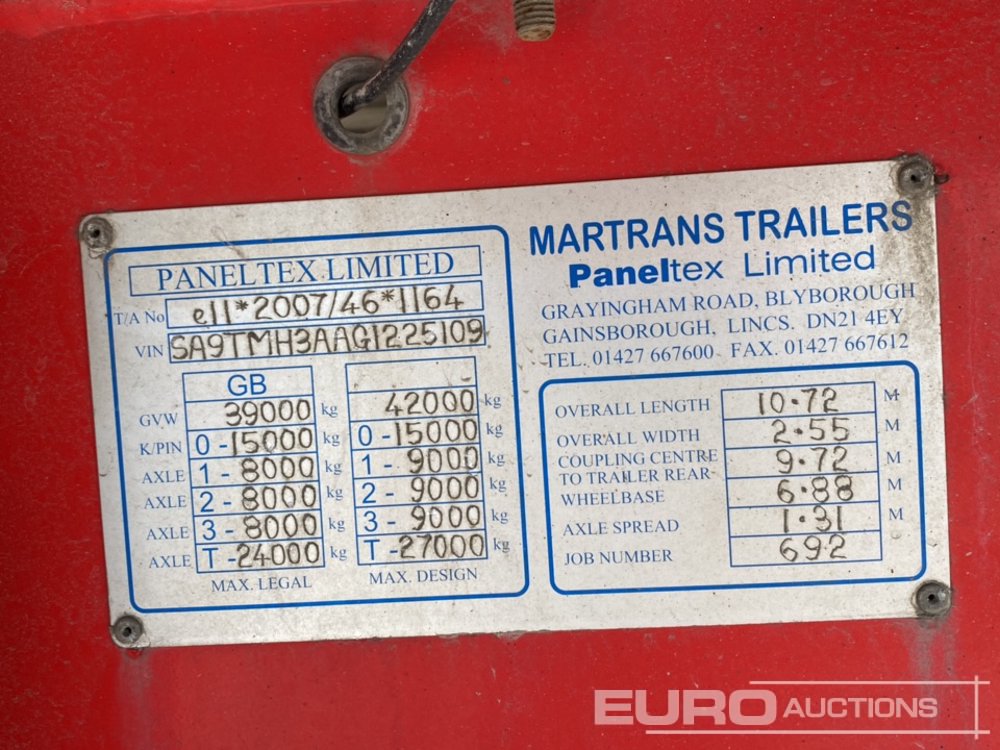 PANELTEX LIMITED
T/A No e11*2007/46*1164
VIN SA9TMH3AAG1225109
GB
GVW 39000 kg 42000 kg
K/PIN 0-15000 kg 0-15000 kg
AXLE 1-8000 kg 1-9000 kg
AXLE 2-8000 kg 2-9000 kg
AXLE 3-8000 kg 3-9000 kg
AXLE T-24000 kg T-27000 kg
MAX. LEGAL MAX. DESIGN
MARTRANS TRAILERS
Paneltex Limited
GRAYINGHAM ROAD, BLYBOROUGH
GAINSBOROUGH, LINCS. DN21 4EY
TEL. 01427 667600 FAX. 01427 667612
OVERALL LENGTH 10.72 M
OVERALL WIDTH 2.55 M
COUPLING CENTRE
TO TRAILER REAR 9.72 M
WHEELBASE 6.88 M
AXLE SPREAD 1.31 M
JOB NUMBER 692
EURO AUCTIONS